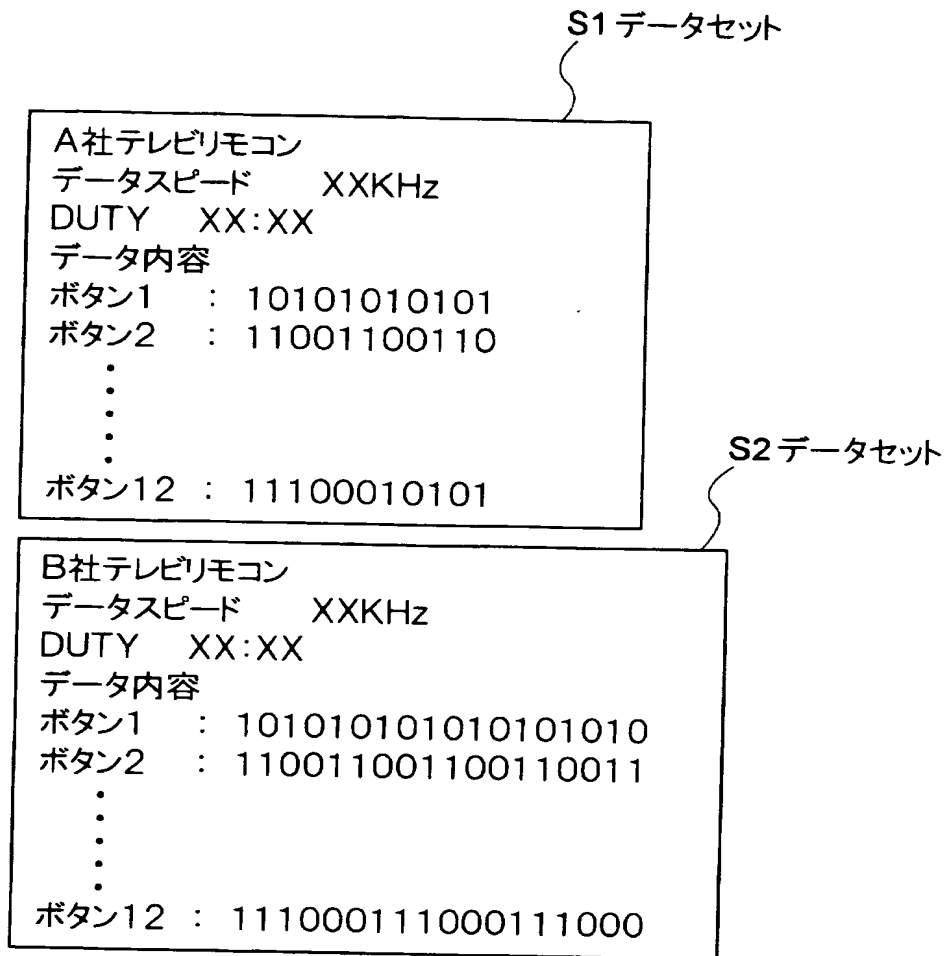 S1データセット
A社テレビリモコン
データスピード　　XXKHz
DUTY　XX:XX
データ内容
ボタン1　：10101010101
ボタン2　：11001100110
・
・
・
・
・
ボタン12：11100010101
S2データセット
B社テレビリモコン
データスピード　　XXKHz
DUTY　XX:XX
データ内容
ボタン1　：101010101010101010
ボタン2　：110011001100110011
・
・
・
・
・
ボタン12：111000111000111000